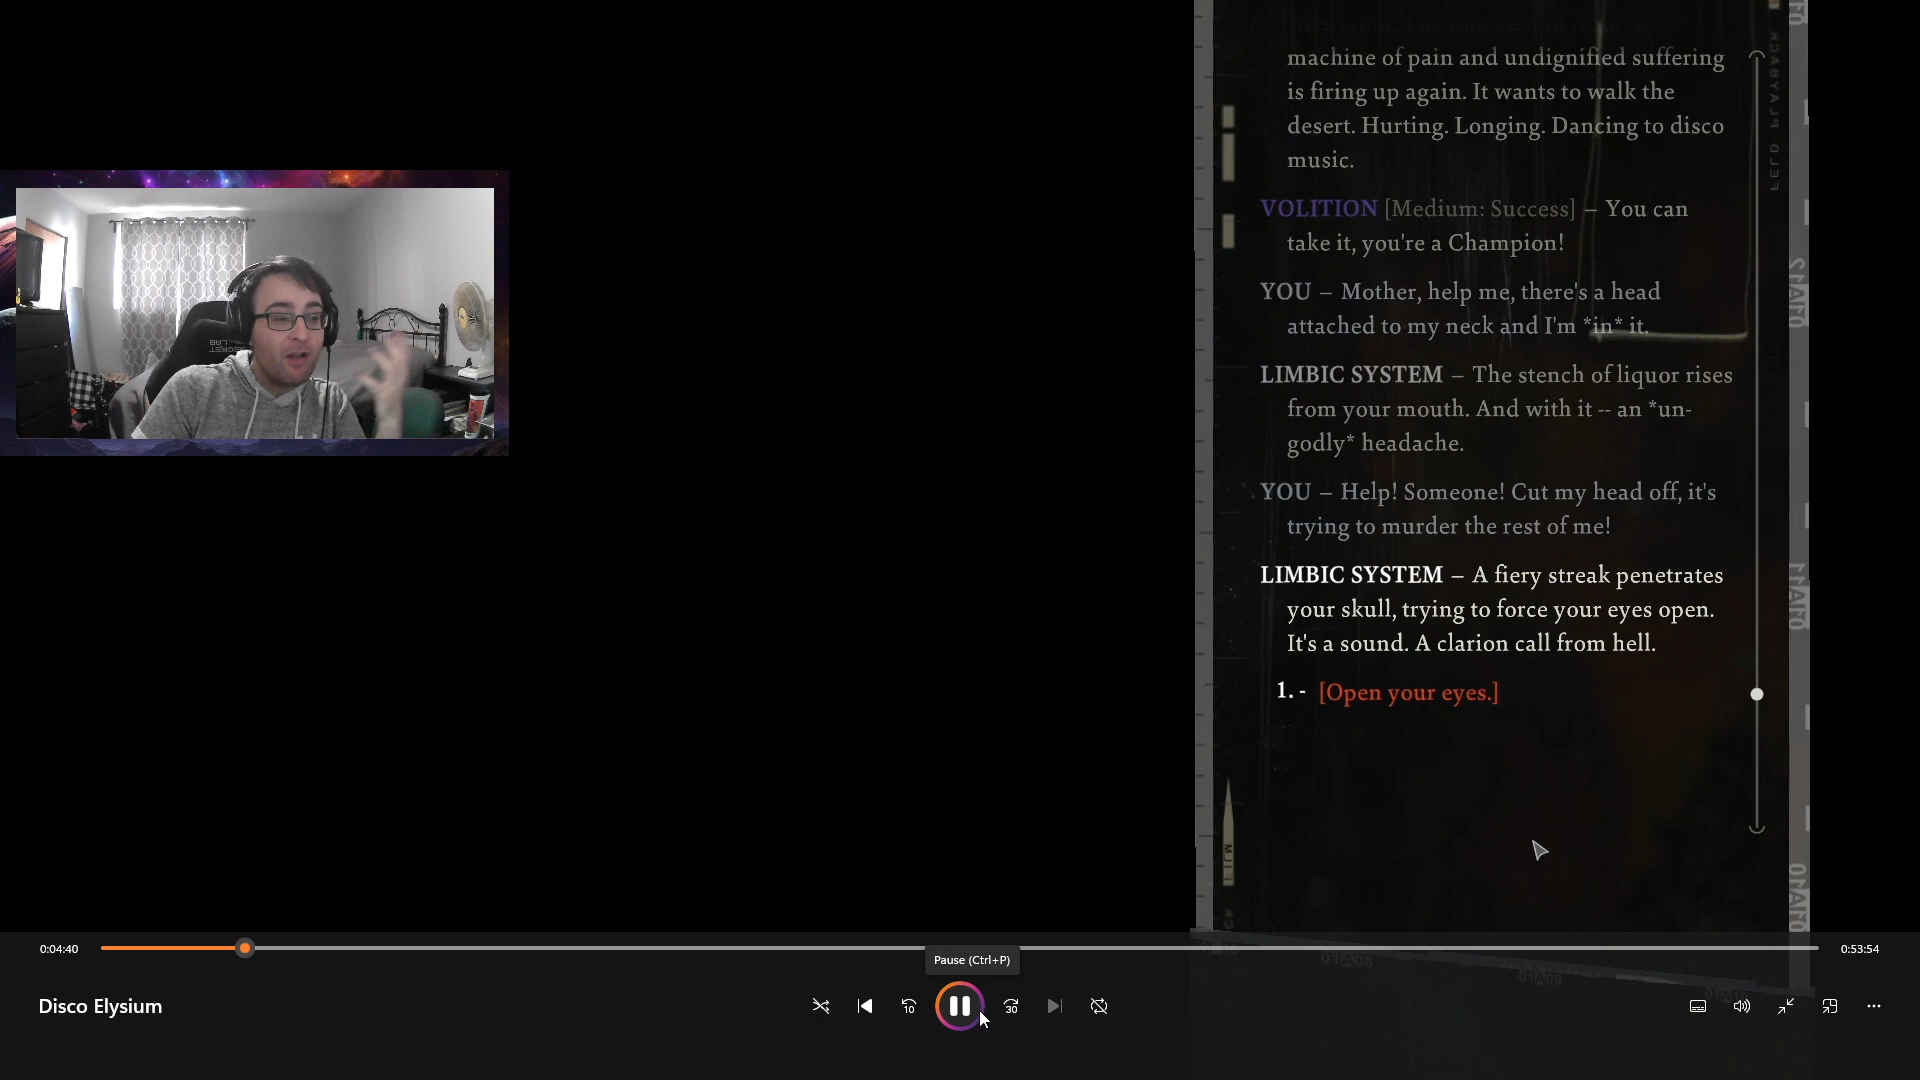 machine of pain and undignified suffering
is firing up again. It wants to walk the
desert. Hurting. Longing. Dancing to disco
music.
VOLITION [Medium: Success] – You can
take it, you're a Champion!
YOU – Mother, help me, there's a head
attached to my neck and I'm *in* it.
LIMBIC SYSTEM – The stench of liquor rises
from your mouth. And with it -- an *un-
godly* headache.
YOU – Help! Someone! Cut my head off, it's
trying to murder the rest of me!
LIMBIC SYSTEM – A fiery streak penetrates
your skull, trying to force your eyes open.
It's a sound. A clarion call from hell.
1. - [Open your eyes.]
SECRET
LAB
0:04:40
0:53:54
Pause (Ctrl+P)
Disco Elysium
10
30